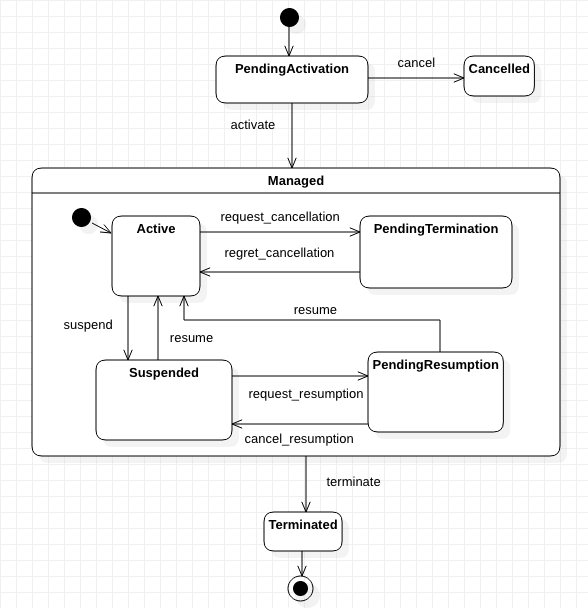 PendingActivation
cancel
Cancelled
activate
Managed
Active
request_cancellation
PendingTermination
regret_cancellation
suspend
resume
resume
Suspended
PendingResumption
request_resumption
cancel_resumption
terminate
Terminated